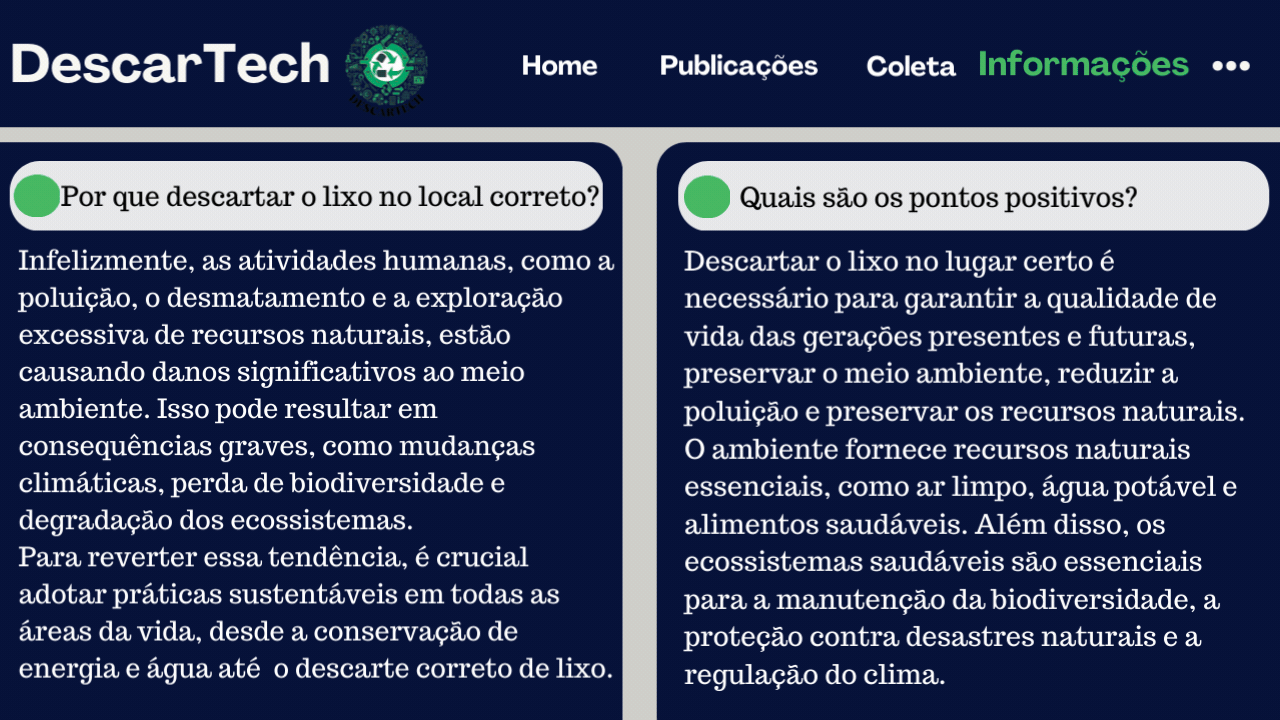 DescarTech
DESCARTECH
Home
Publicações
Coleta
Informações
Por que descartar o lixo no local correto?
Infelizmente, as atividades humanas, como a
poluição, o desmatamento e a exploração
excessiva de recursos naturais, estão
causando danos significativos ao meio
ambiente. Isso pode resultar em
consequências graves, como mudanças
climáticas, perda de biodiversidade e
degradação dos ecossistemas.
Para reverter essa tendência, é crucial
adotar práticas sustentáveis em todas as
áreas da vida, desde a conservação de
energia e água até o descarte correto de lixo.
Quais são os pontos positivos?
Descartar o lixo no lugar certo é
necessário para garantir a qualidade de
vida das gerações presentes e futuras,
preservar o meio ambiente, reduzir a
poluição e preservar os recursos naturais.
O ambiente fornece recursos naturais
essenciais, como ar limpo, água potável e
alimentos saudáveis. Além disso, os
ecossistemas saudáveis são essenciais
para a manutenção da biodiversidade, a
proteção contra desastres naturais e a
regulação do clima.